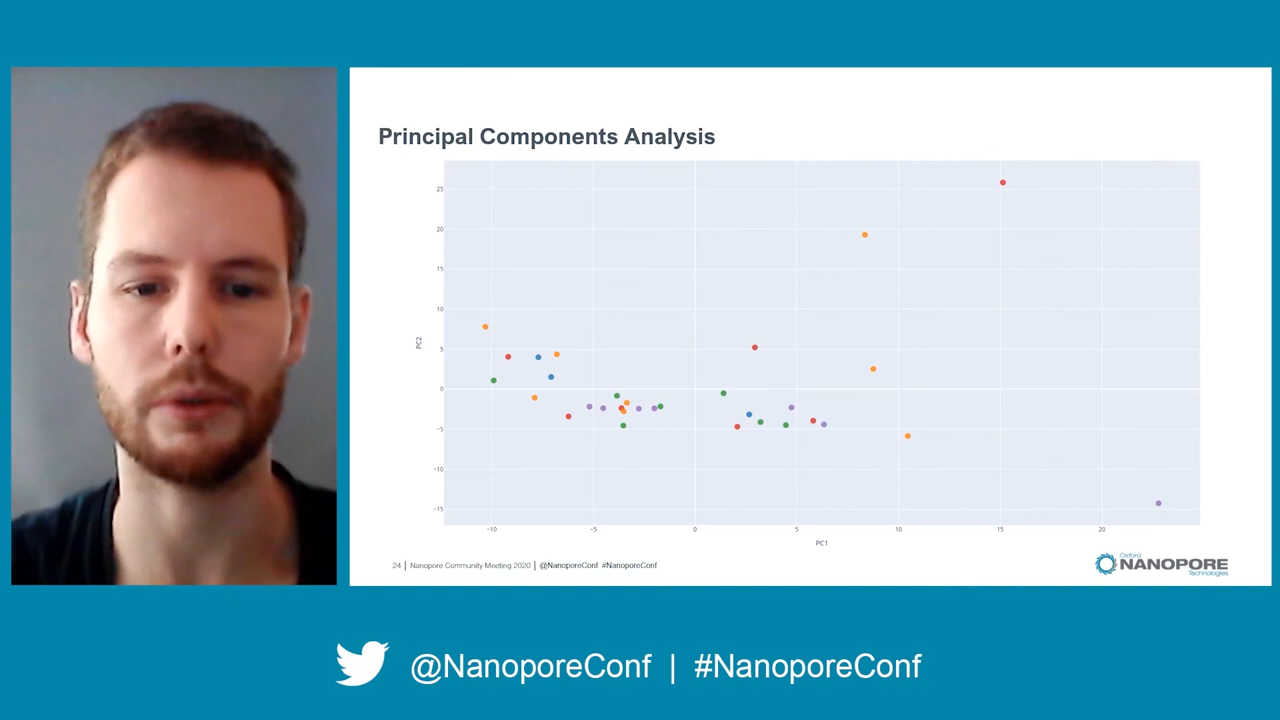 Principal Components Analysis
25
20
15
10
5
0
−5
−10
−15
PC2
−10
−5
0
5
10
15
20
PC1
24 | Nanopore Community Meeting 2020 | @NanoporeConf #NanoporeConf
Oxford
NANOPORE
Technologies
@NanoporeConf | #NanoporeConf